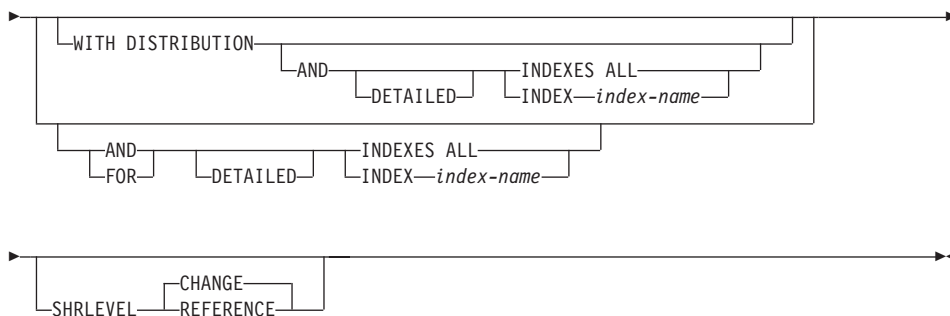 WITH DISTRIBUTION
AND INDEXES ALL
DETAILED INDEX index-name
AND INDEXES ALL
FOR DETAILED INDEX index-name
CHANGE
SHRLEVEL REFERENCE